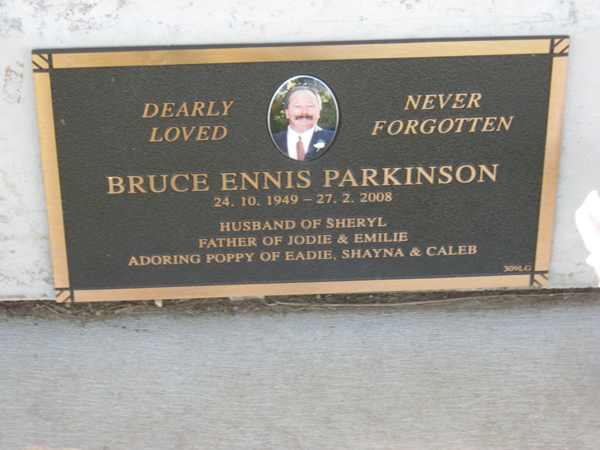 DEARLY
LOVED
NEVER
FORGOTTEN
BRUCE ENNIS PARKINSON
24. 10. 1949 – 27. 2. 2008
HUSBAND OF SHERYL
FATHER OF JODIE & EMILIE
ADORING POPPY OF EADIE, SHAYNA & CALEB
309LG